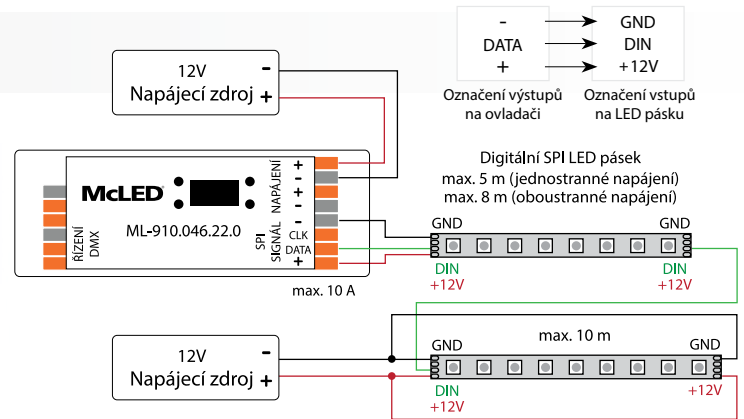 12V
Napájecí zdroj
-
+
-
DATA
+
GND
DIN
+12V
Označení výstupů
na ovladači
Označení vstupů
na LED pásku
McLED
ML-910.046.22.0
ŘÍZENÍ
DMX
NAPÁJENÍ
SPI
SIGNÁL
+
-
+
-
-
CLK
DATA
+
max. 10 A
Digitální SPI LED pásek
max. 5 m (jednostranné napájení)
max. 8 m (oboustranné napájení)
GND
GND
DIN
+12V
DIN
+12V
12V
Napájecí zdroj
-
+
max. 10 m
GND
GND
DIN
+12V
+12V